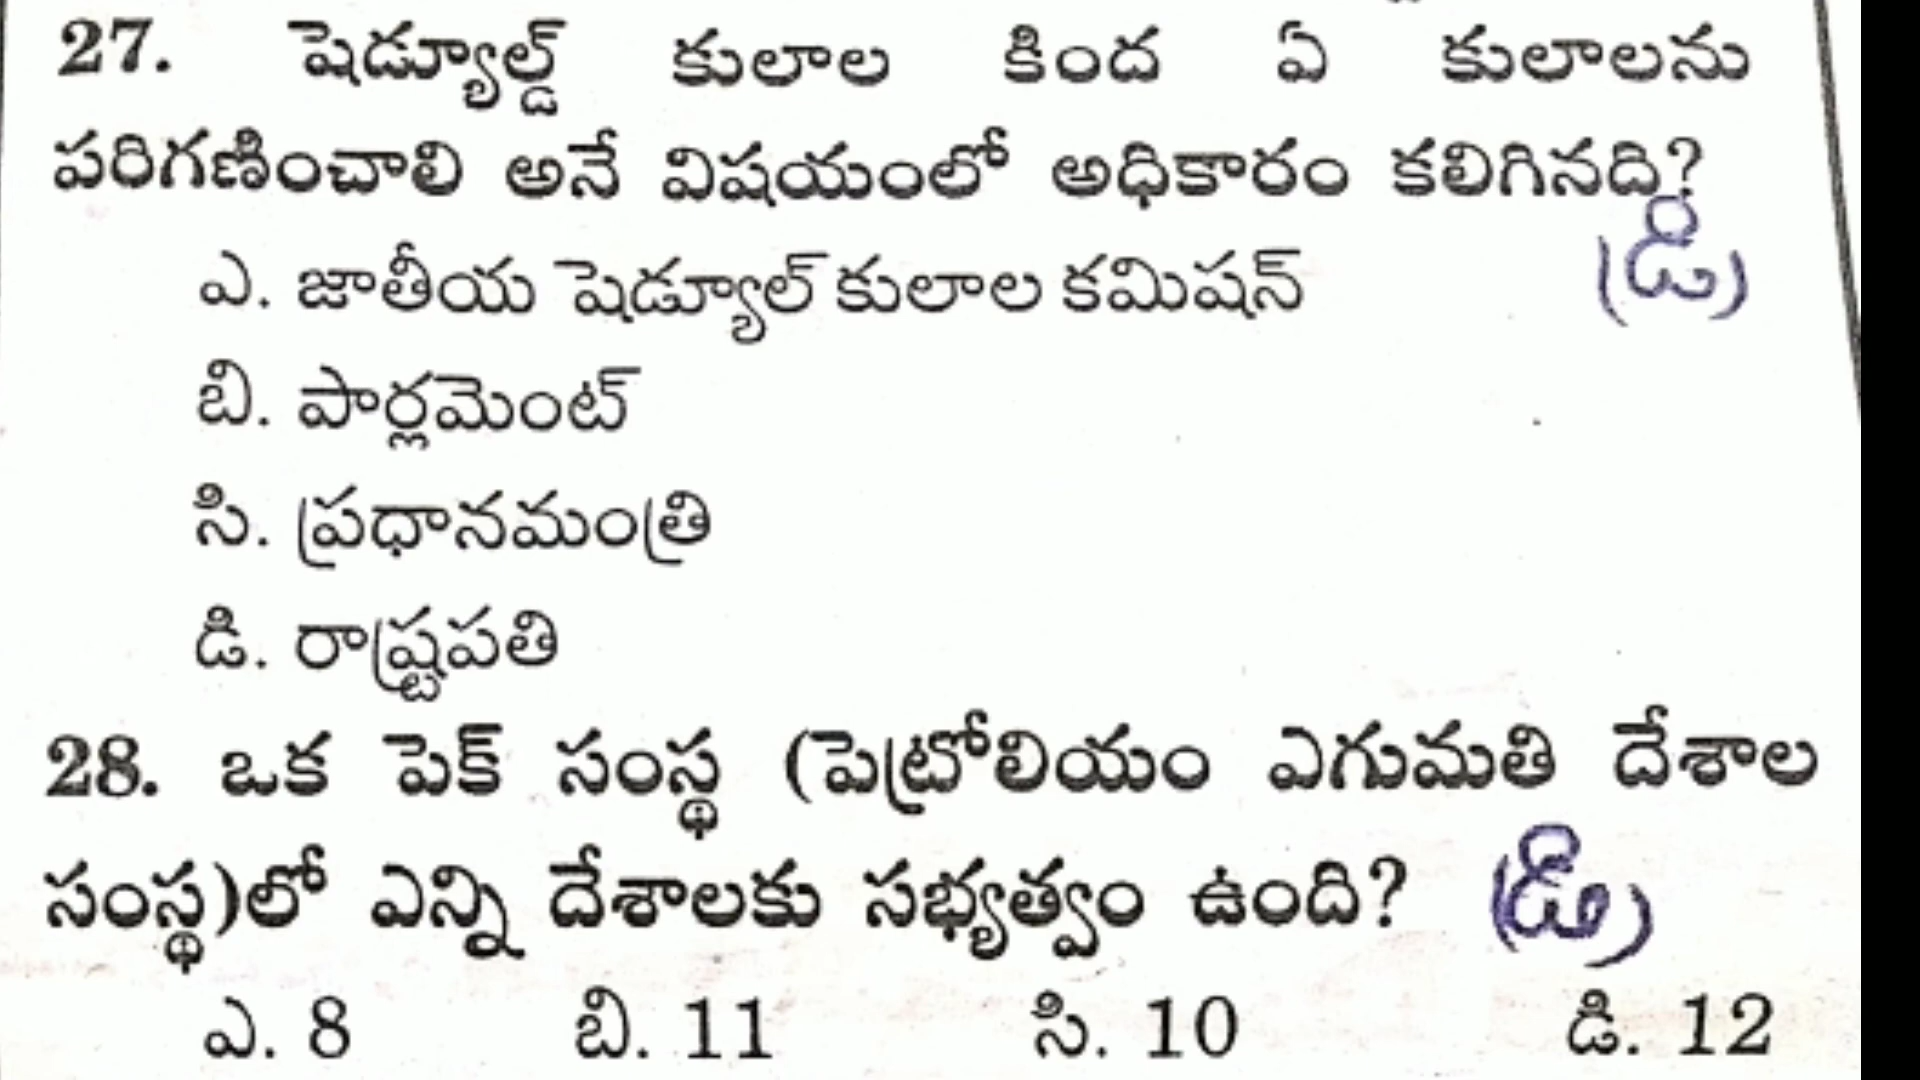 27. షెడ్యూల్డ్ కులాల కింద ఏ కులాలను
పరిగణించాలి అనే విషయంలో అధికారం కలిగినది?
(డి)
ఎ. జాతీయ షెడ్యూల్ కులాల కమిషన్
బి. పార్లమెంట్
సి. ప్రధానమంత్రి
డి. రాష్ట్రపతి
28. ఒక పెక్ సంస్థ (పెట్రోలియం ఎగుమతి దేశాల
సంస్థ)లో ఎన్ని దేశాలకు సభ్యత్వం ఉంది? (డి)
ఎ. 8 బి. 11 సి. 10 డి. 12